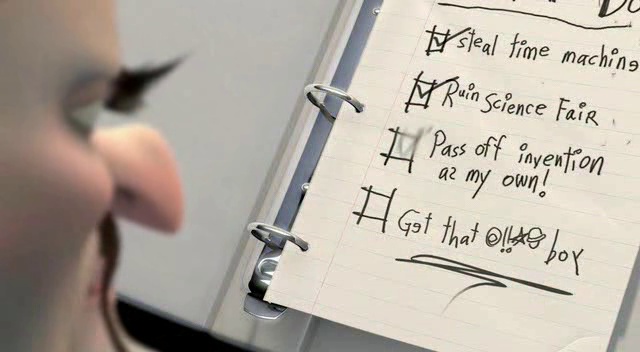 Steal time machine
Ruin Science Fair
Pass off invention
as my own!
Get that boy